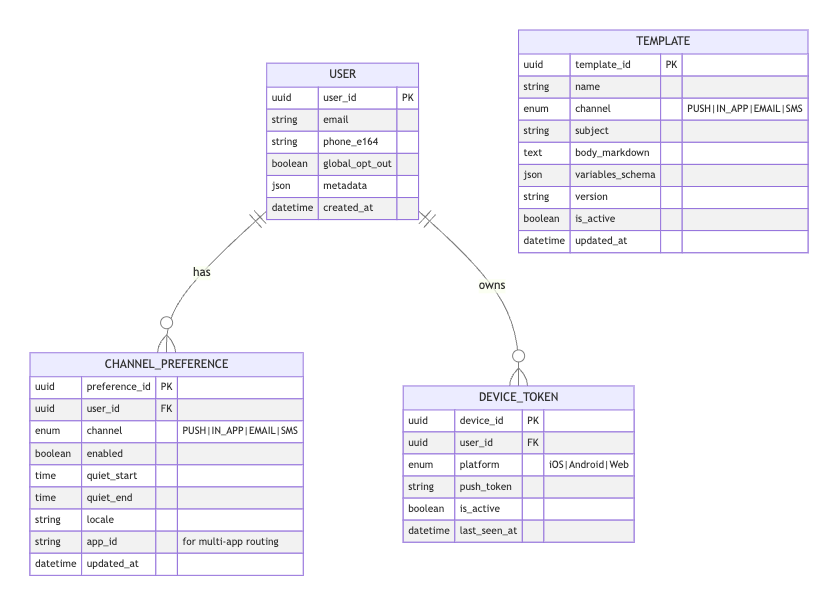 USER
uuid user_id PK
string email
string phone_e164
boolean global_opt_out
json metadata
datetime created_at
TEMPLATE
uuid template_id PK
string name
enum channel PUSH|IN_APP|EMAIL|SMS
string subject
text body_markdown
json variables_schema
string version
boolean is_active
datetime updated_at
has
owns
CHANNEL_PREFERENCE
uuid preference_id PK
uuid user_id FK
enum channel PUSH|IN_APP|EMAIL|SMS
boolean enabled
time quiet_start
time quiet_end
string locale
string app_id for multi-app routing
datetime updated_at
DEVICE_TOKEN
uuid device_id PK
uuid user_id FK
enum platform iOS|Android|Web
string push_token
boolean is_active
datetime last_seen_at